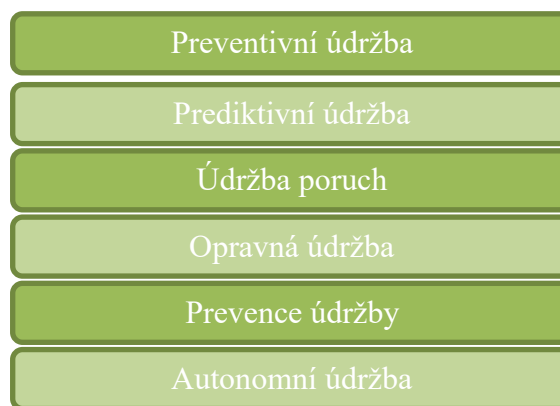 Preventivní údržba
Prediktivní údržba
Údržba poruch
Opravná údržba
Prevence údržby
Autonomní údržba